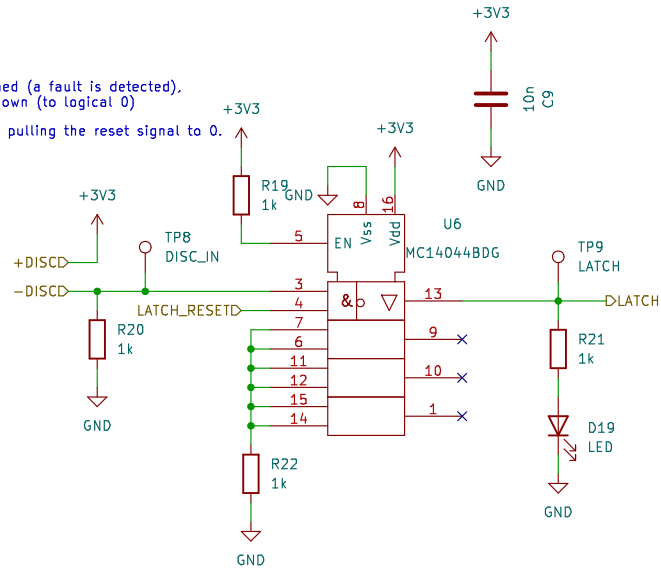 +3V3
10n
C9
GND
ned (a fault is detected),
own (to logical 0)
pulling the reset signal to 0.
+3V3
+3V3
R19
1k
GND
8
16
Vss
Vdd
U6
MC14044BDG
+3V3
5
EN
TP8
DISC_IN
TP9
LATCH
+DISC
-DISC
3
LATCH_RESET
4
&
13
LATCH
7
6
9
11
12
10
15
14
1
R20
1k
GND
R21
1k
R22
1k
GND
D19
LED
GND